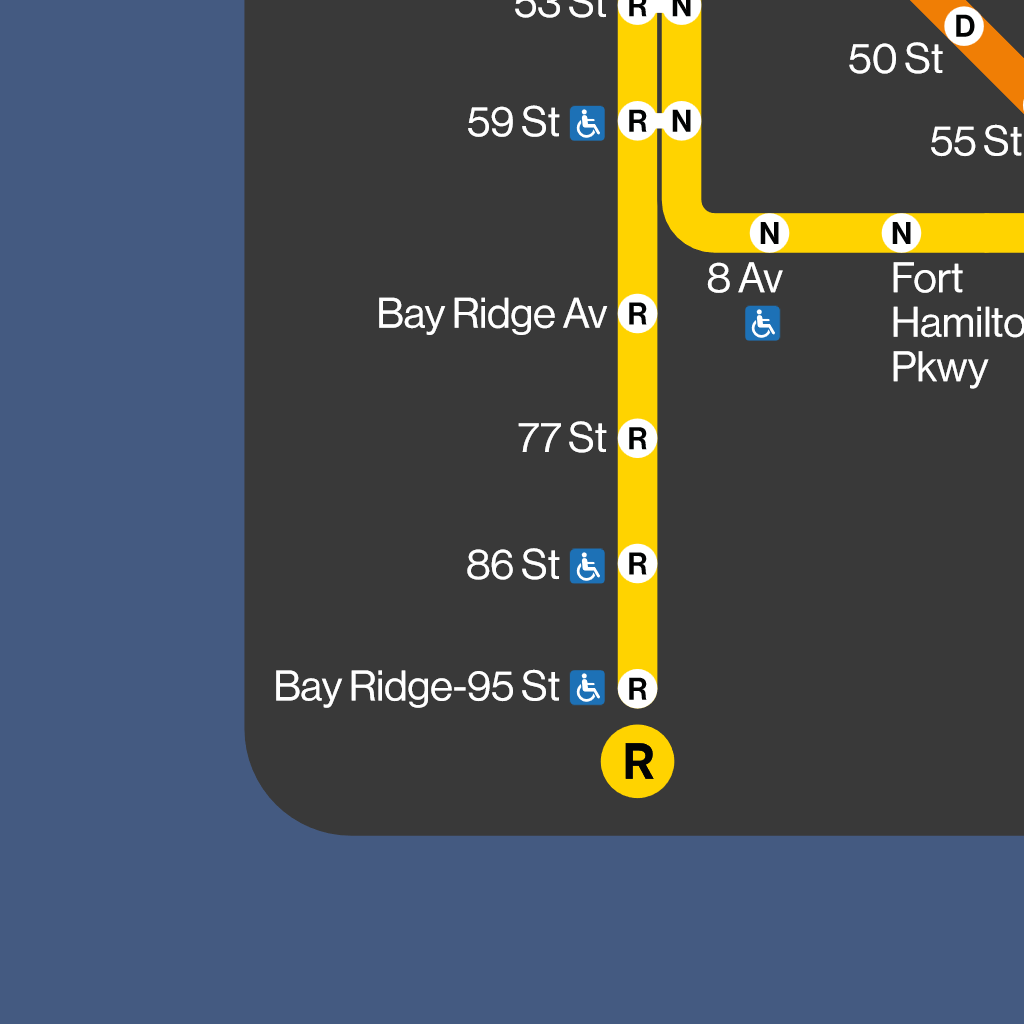 53 St R N
D
50 St
59 St R N
55 St
N N
8 Av
Fort
Hamilto
Pkwy
Bay Ridge Av R
77 St R
86 St R
Bay Ridge-95 St R
R